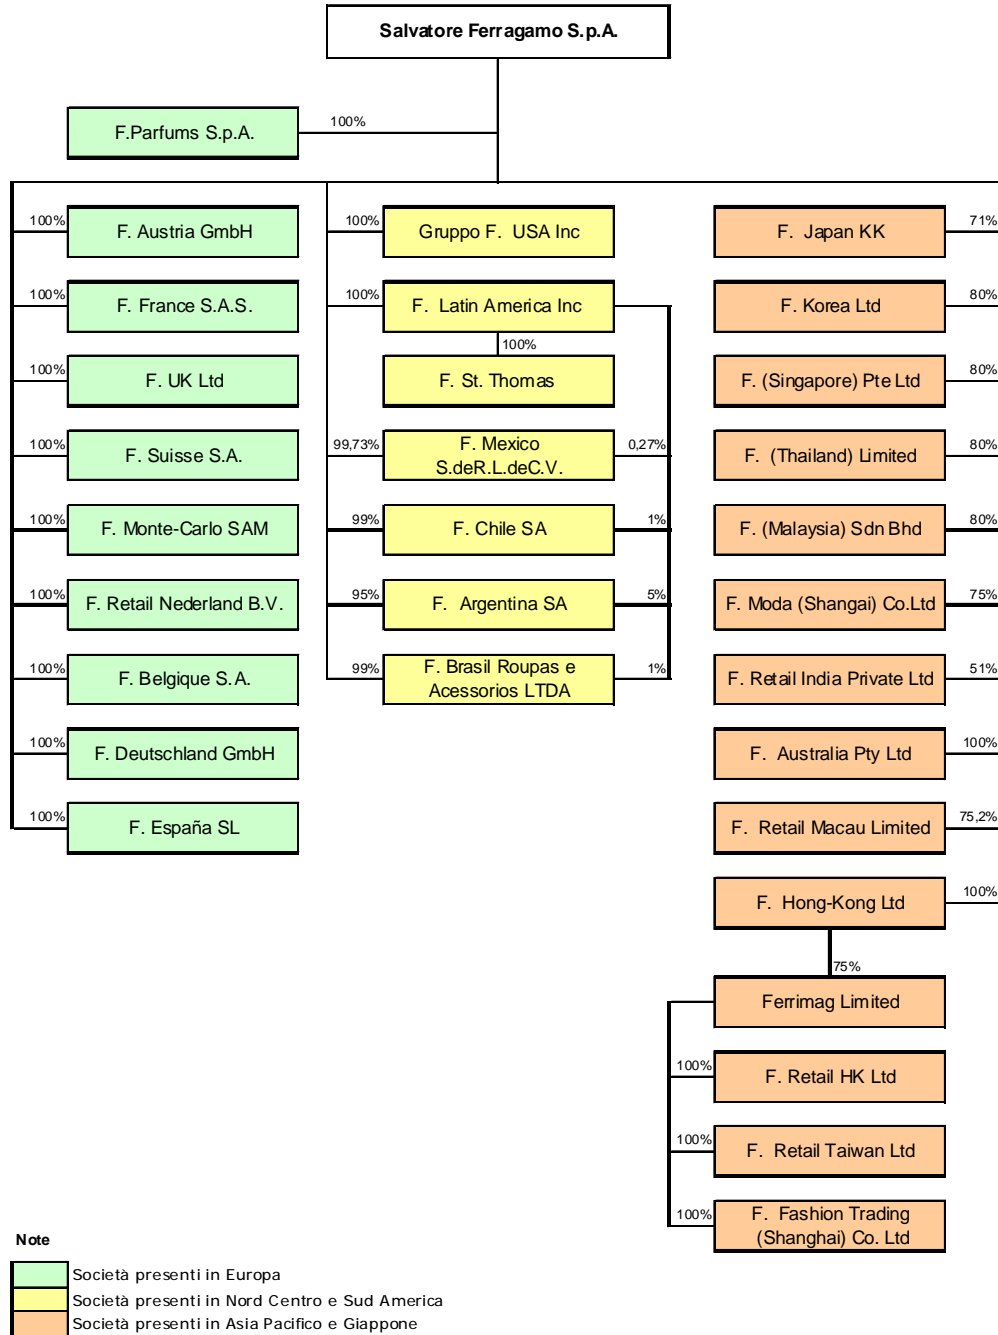 Salvatore Ferragamo S.p.A.
F.Parfums S.p.A.
100%
100%
F. Austria GmbH
100%
F. France S.A.S.
100%
F. UK Ltd
100%
F. Suisse S.A.
100%
F. Monte-Carlo SAM
100%
F. Retail Nederland B.V.
100%
F. Belgique S.A.
100%
F. Deutschland GmbH
100%
F. España SL
100%
Gruppo F. USA Inc
100%
F. Latin America Inc
100%
F. St. Thomas
99,73%
F. Mexico
S.deR.L.deC.V.
0,27%
99%
F. Chile SA
1%
95%
F. Argentina SA
5%
99%
F. Brasil Roupas e
Acessorios LTDA
1%
F. Japan KK
71%
F. Korea Ltd
80%
F. (Singapore) Pte Ltd
80%
F. (Thailand) Limited
80%
F. (Malaysia) Sdn Bhd
80%
F. Moda (Shangai) Co.Ltd
75%
F. Retail India Private Ltd
51%
F. Australia Pty Ltd
100%
F. Retail Macau Limited
75,2%
F. Hong-Kong Ltd
100%
75%
Ferrimag Limited
100%
F. Retail HK Ltd
100%
F. Retail Taiwan Ltd
100%
F. Fashion Trading
(Shanghai) Co. Ltd
Note
Società presenti in Europa
Società presenti in Nord Centro e Sud America
Società presenti in Asia Pacifico e Giappone